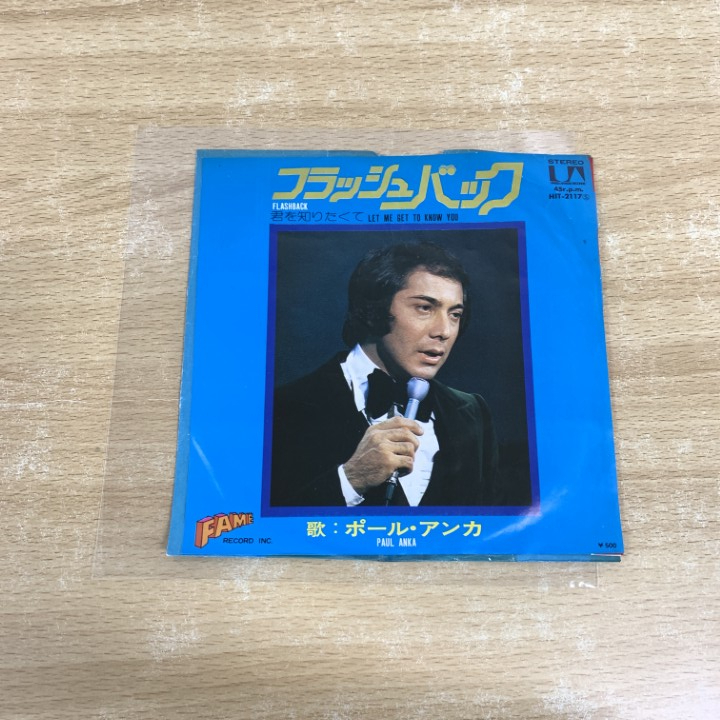 フラッシュバック
FLASHBACK
君を知りたくて LET ME GET TO KNOW YOU
STEREO
UA
45r.p.m.
HIT-2117
FAME
RECORD INC.
歌:ポール・アンカ
PAUL ANKA
¥500